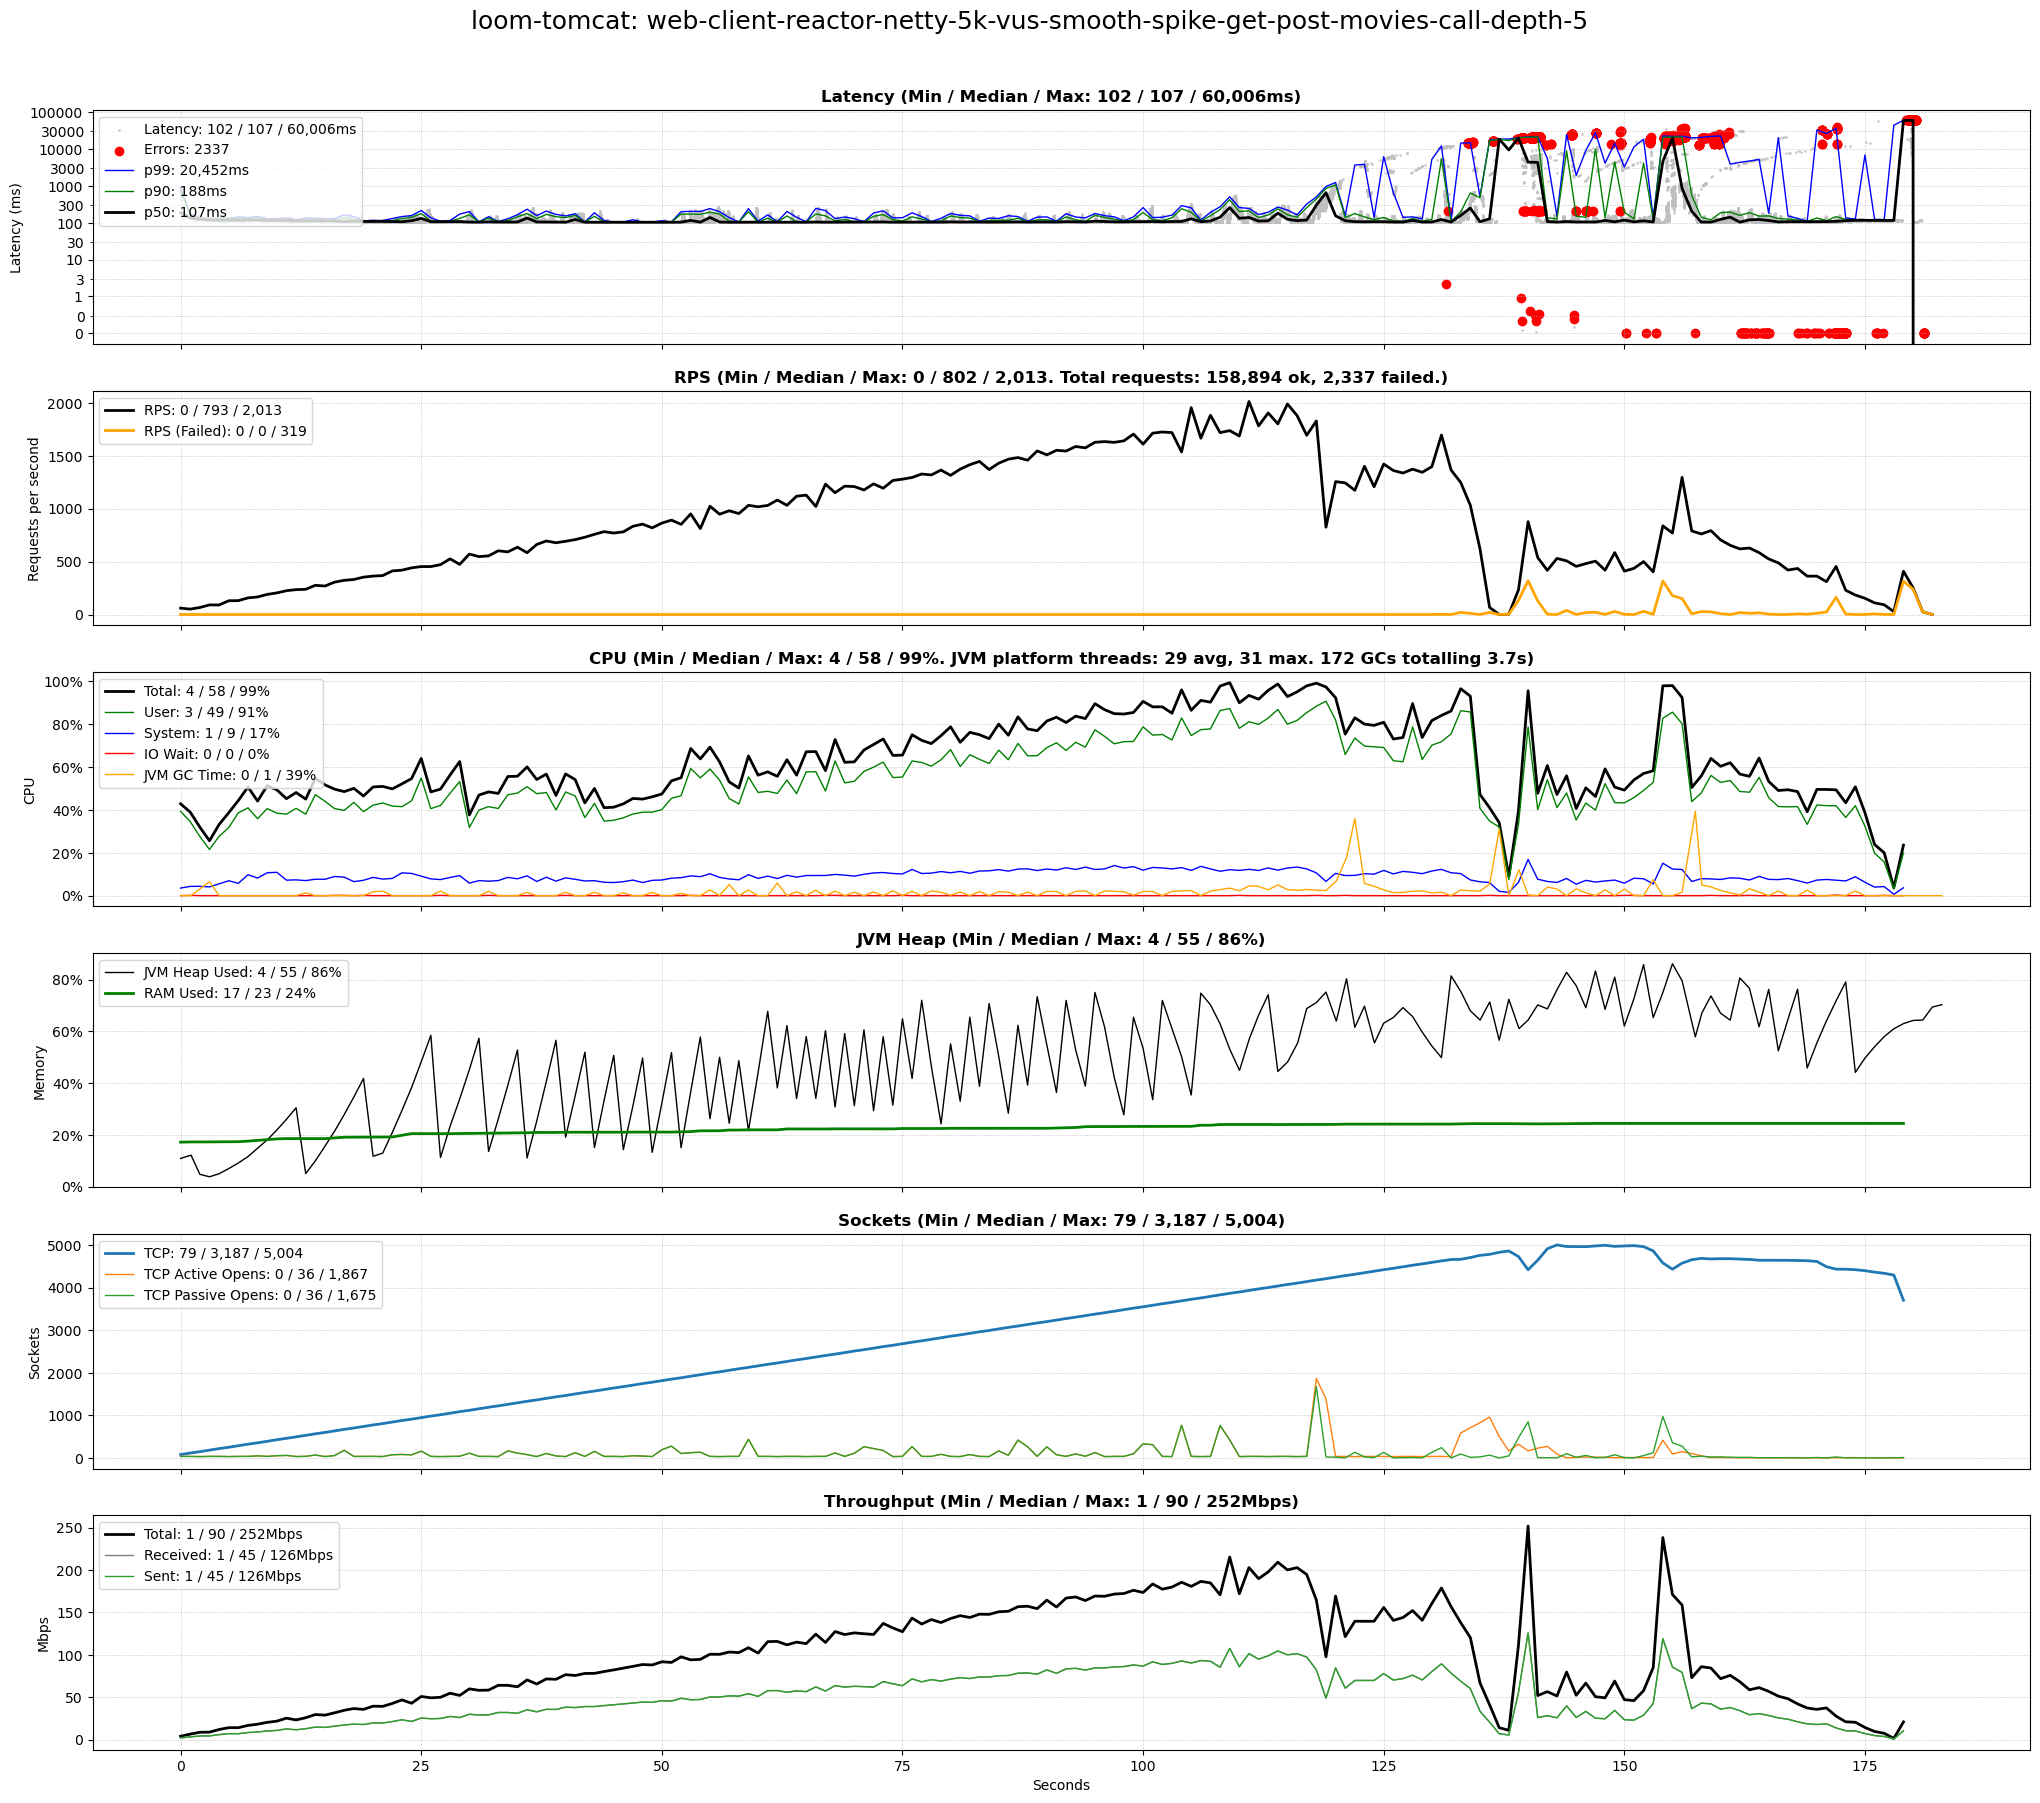 loom-tomcat: web-client-reactor-netty-5k-vus-smooth-spike-get-post-movies-call-depth-5
Latency (Min / Median / Max: 102 / 107 / 60,006ms)
Latency (ms)
100000
30000
10000
3000
1000
300
100
30
10
3
1
0
0
Latency: 102 / 107 / 60,006ms
Errors: 2337
p99: 20,452ms
p90: 188ms
p50: 107ms
RPS (Min / Median / Max: 0 / 802 / 2,013. Total requests: 158,894 ok, 2,337 failed.)
Requests per second
2000
1500
1000
500
0
RPS: 0 / 793 / 2,013
RPS (Failed): 0 / 0 / 319
CPU (Min / Median / Max: 4 / 58 / 99%. JVM platform threads: 29 avg, 31 max. 172 GCs totalling 3.7s)
CPU
100%
80%
60%
40%
20%
0%
Total: 4 / 58 / 99%
User: 3 / 49 / 91%
System: 1 / 9 / 17%
IO Wait: 0 / 0 / 0%
JVM GC Time: 0 / 1 / 39%
JVM Heap (Min / Median / Max: 4 / 55 / 86%)
Memory
80%
60%
40%
20%
0%
JVM Heap Used: 4 / 55 / 86%
RAM Used: 17 / 23 / 24%
Sockets (Min / Median / Max: 79 / 3,187 / 5,004)
Sockets
5000
4000
3000
2000
1000
0
TCP: 79 / 3,187 / 5,004
TCP Active Opens: 0 / 36 / 1,867
TCP Passive Opens: 0 / 36 / 1,675
Throughput (Min / Median / Max: 1 / 90 / 252Mbps)
Mbps
250
200
150
100
50
0
Total: 1 / 90 / 252Mbps
Received: 1 / 45 / 126Mbps
Sent: 1 / 45 / 126Mbps
0 25 50 75 100 125 150 175
Seconds